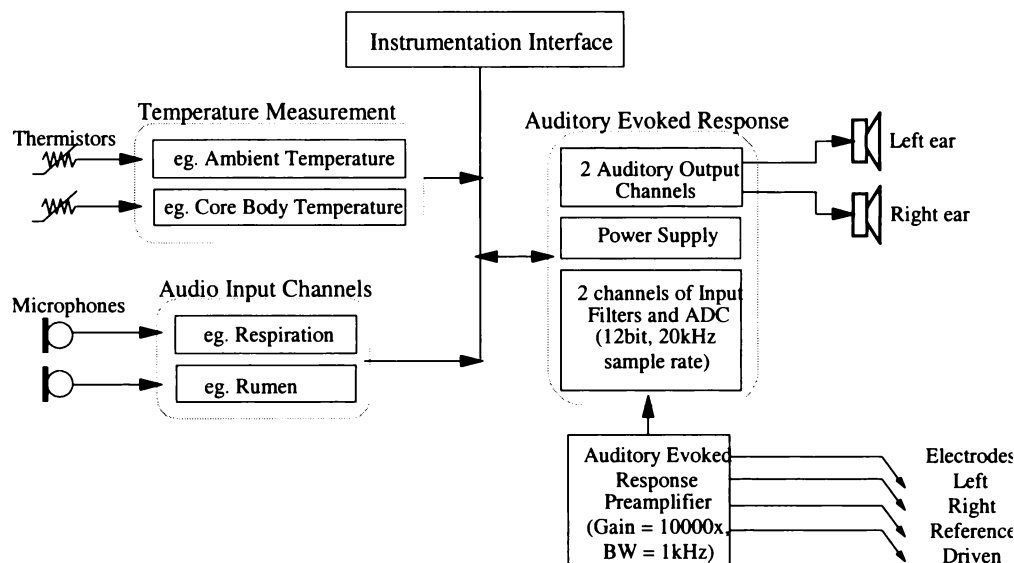 Instrumentation Interface
Temperature Measurement
Thermistors
eg. Ambient Temperature
eg. Core Body Temperature
Audio Input Channels
Microphones
eg. Respiration
eg. Rumen
Auditory Evoked Response
2 Auditory Output
Channels
Left ear
Right ear
Power Supply
2 channels of Input
Filters and ADC
(12bit, 20kHz
sample rate)
Auditory Evoked
Response
Preamplifier
(Gain = 10000x,
BW = 1kHz)
Electrodes
Left
Right
Reference
Driven